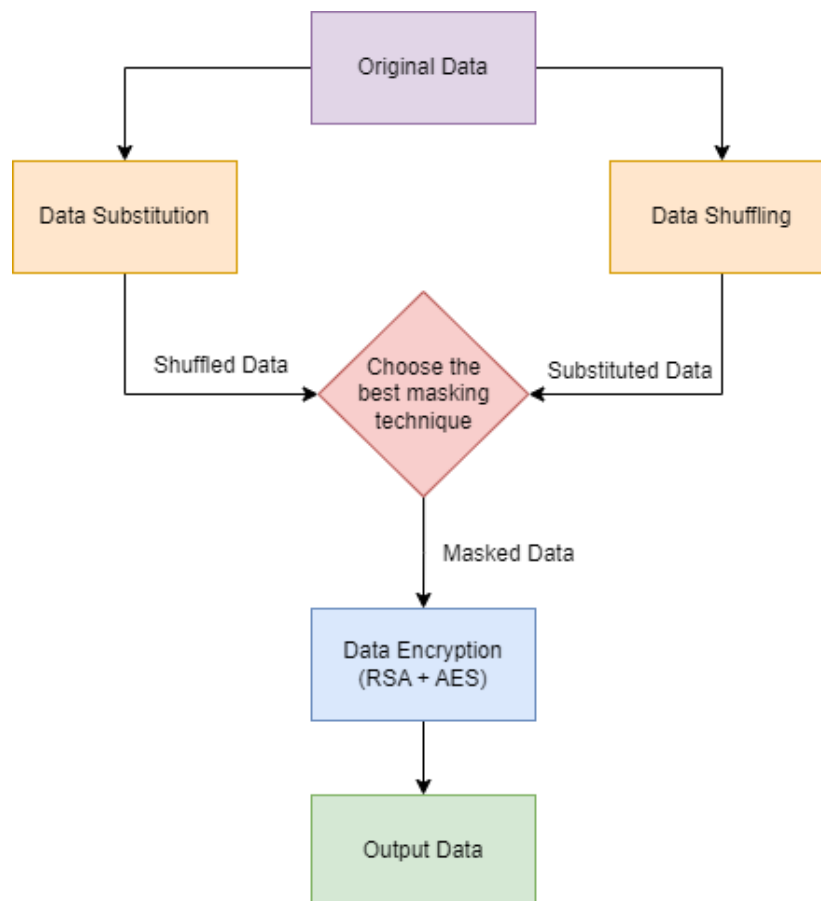 Original Data
Data Substitution
Data Shuffling
Shuffled Data
Choose the
best masking
technique
Substituted Data
Masked Data
Data Encryption
(RSA + AES)
Output Data